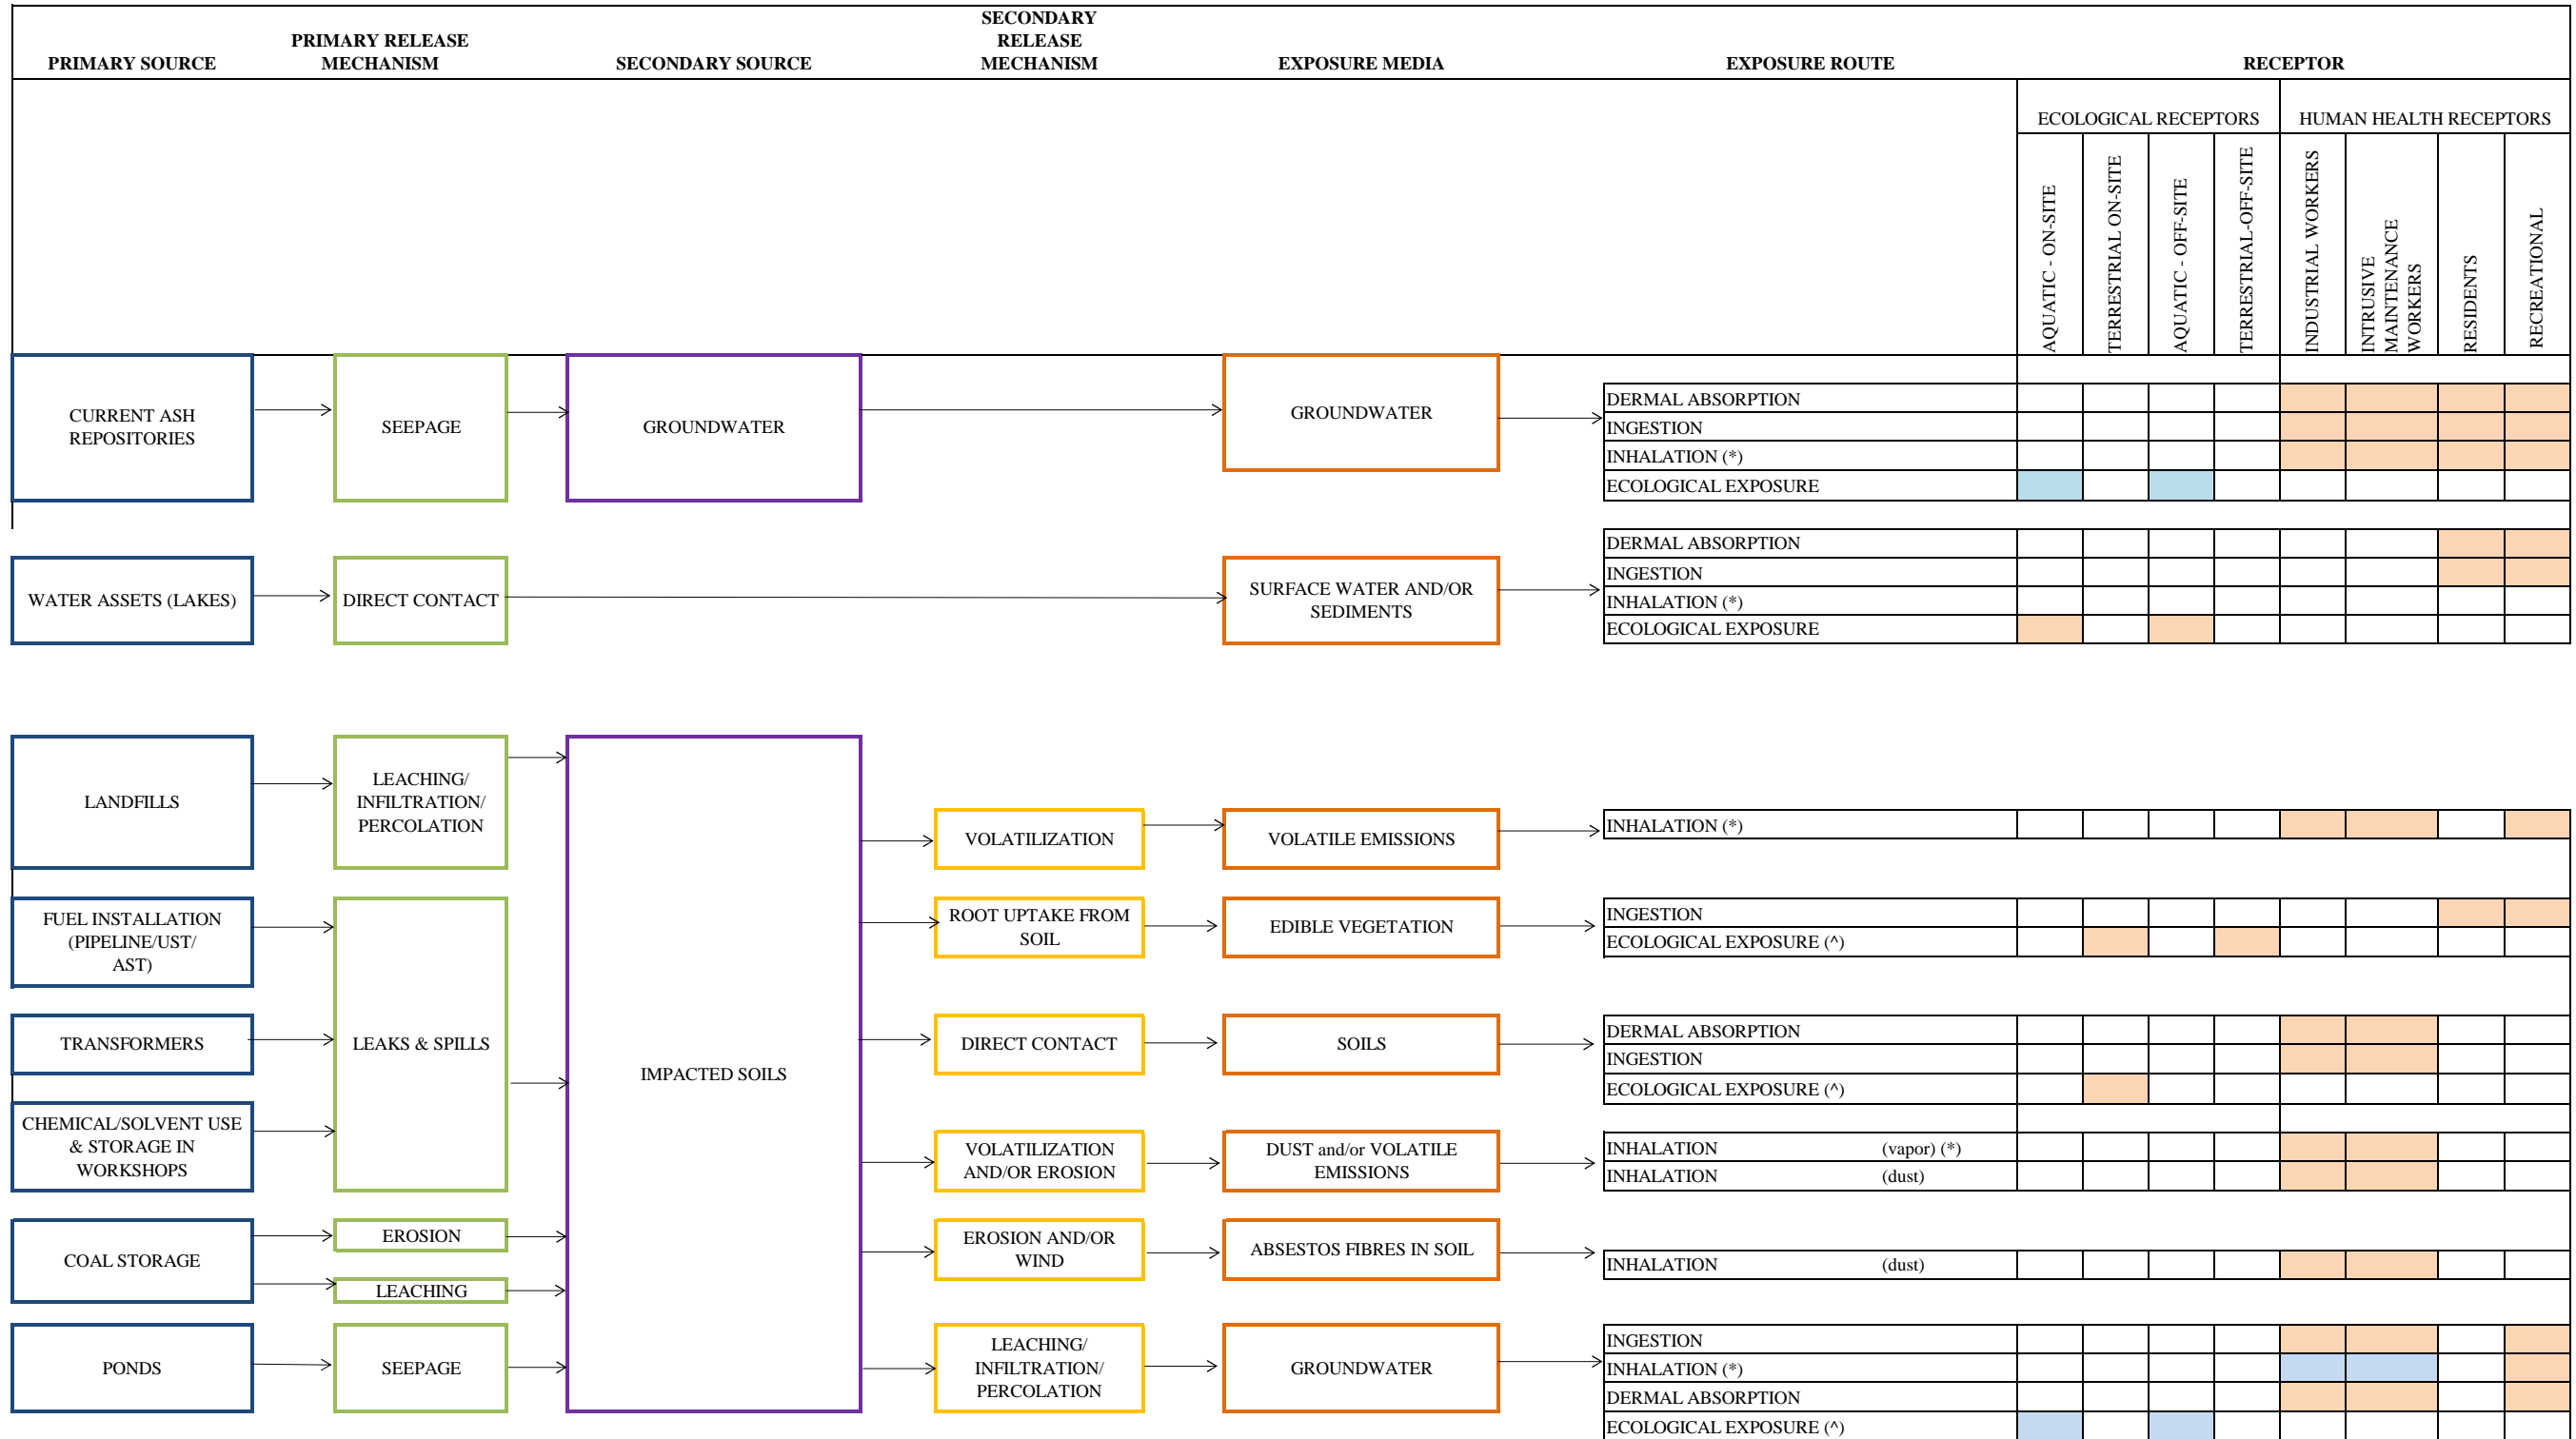 PRIMARY SOURCE
PRIMARY RELEASE
MECHANISM
SECONDARY SOURCE
SECONDARY
RELEASE
MECHANISM
EXPOSURE MEDIA
EXPOSURE ROUTE
RECEPTOR
ECOLOGICAL RECEPTORS
HUMAN HEALTH RECEPTORS
AQUATIC - ON-SITE
TERRESTRIAL ON-SITE
AQUATIC - OFF-SITE
TERRESTRIAL-OFF-SITE
INDUSTRIAL WORKERS
INTRUSIVE
MAINTENANCE
WORKERS
RESIDENTS
RECREATIONAL
CURRENT ASH
REPOSITORIES
SEEPAGE
GROUNDWATER
GROUNDWATER
DERMAL ABSORPTION
INGESTION
INHALATION (*)
ECOLOGICAL EXPOSURE
WATER ASSETS (LAKES)
DIRECT CONTACT
SURFACE WATER AND/OR
SEDIMENTS
DERMAL ABSORPTION
INGESTION
INHALATION (*)
ECOLOGICAL EXPOSURE
LANDFILLS
LEACHING/
INFILTRATION/
PERCOLATION
IMPACTED SOILS
VOLATILIZATION
VOLATILE EMISSIONS
INHALATION (*)
FUEL INSTALLATION
(PIPELINE/UST/
AST)
LEAKS & SPILLS
ROOT UPTAKE FROM
SOIL
EDIBLE VEGETATION
INGESTION
ECOLOGICAL EXPOSURE (^)
TRANSFORMERS
DIRECT CONTACT
SOILS
DERMAL ABSORPTION
INGESTION
ECOLOGICAL EXPOSURE (^)
CHEMICAL/SOLVENT USE
& STORAGE IN
WORKSHOPS
VOLATILIZATION
AND/OR EROSION
DUST and/or VOLATILE
EMISSIONS
INHALATION (vapor) (*)
INHALATION (dust)
COAL STORAGE
EROSION
LEACHING
EROSION AND/OR
WIND
ABSESTOS FIBRES IN SOIL
INHALATION (dust)
PONDS
SEEPAGE
LEACHING/
INFILTRATION/
PERCOLATION
GROUNDWATER
INGESTION
INHALATION (*)
DERMAL ABSORPTION
ECOLOGICAL EXPOSURE (^)